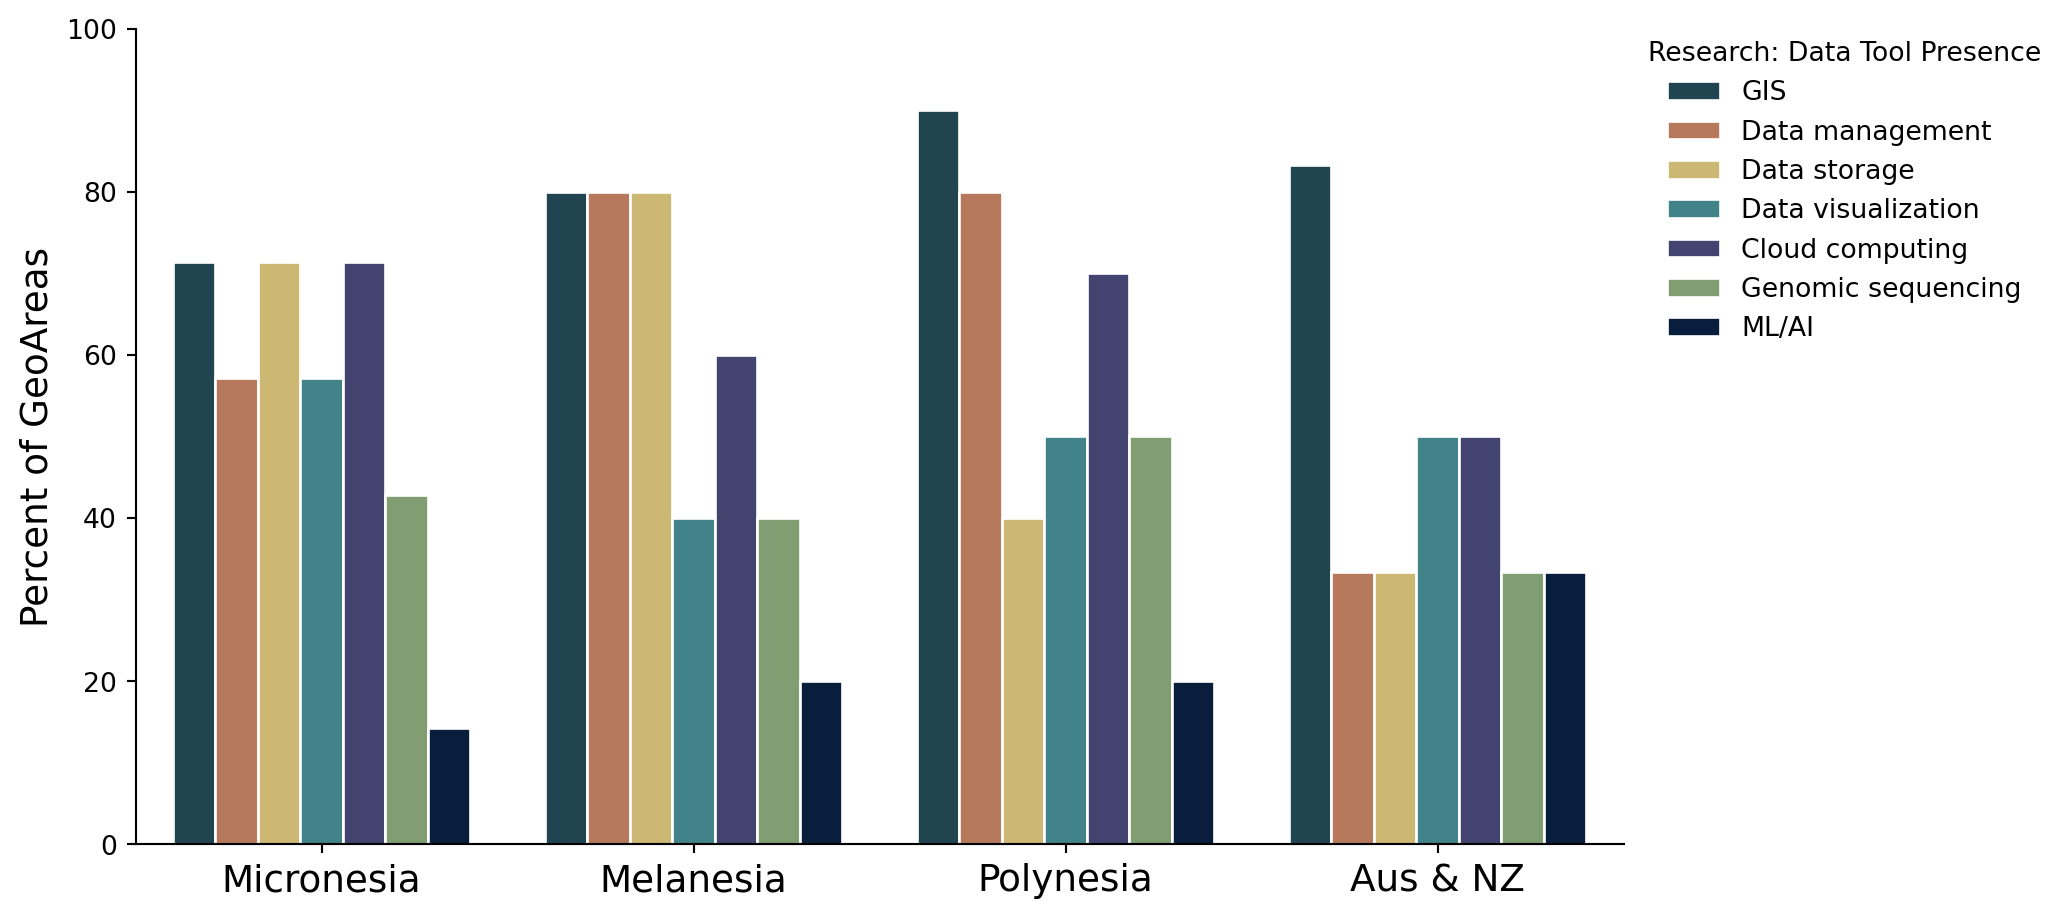 Percent of GeoAreas
100
80
60
40
20
0
Micronesia
Melanesia
Polynesia
Aus & NZ
Research: Data Tool Presence
GIS
Data management
Data storage
Data visualization
Cloud computing
Genomic sequencing
ML/AI